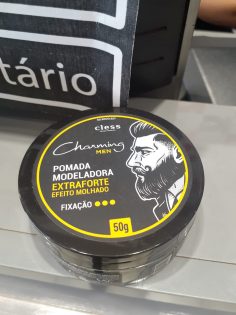 tário
cless
Charming
MEN
POMADA
MODELADORA
EXTRAFORTE
EFEITO MOLHADO
FIXAÇÃO
50g